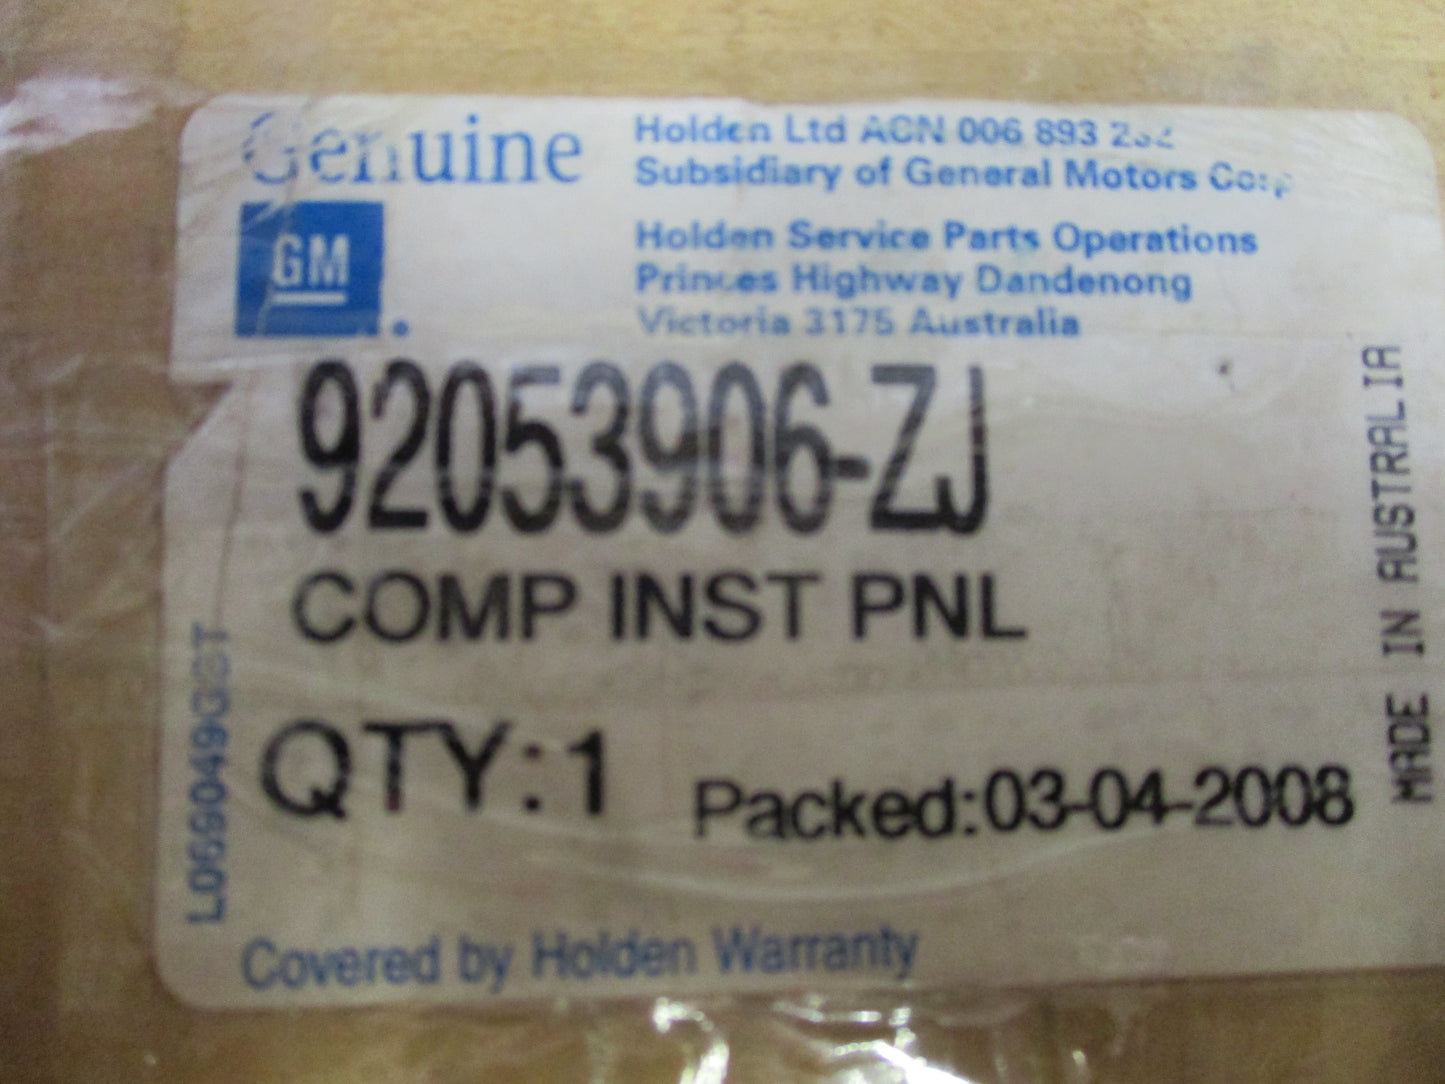 Genuine
GM
Holden Ltd ACN 006 893 232
Subsidiary of General Motors Corp
Holden Service Parts Operations
Princes Highway Dandenong
Victoria 3175 Australia
92053906-ZJ
COMP INST PNL
QTY:1
Packed:03-04-2008
MADE IN AUSTRALIA
Covered by Holden Warranty